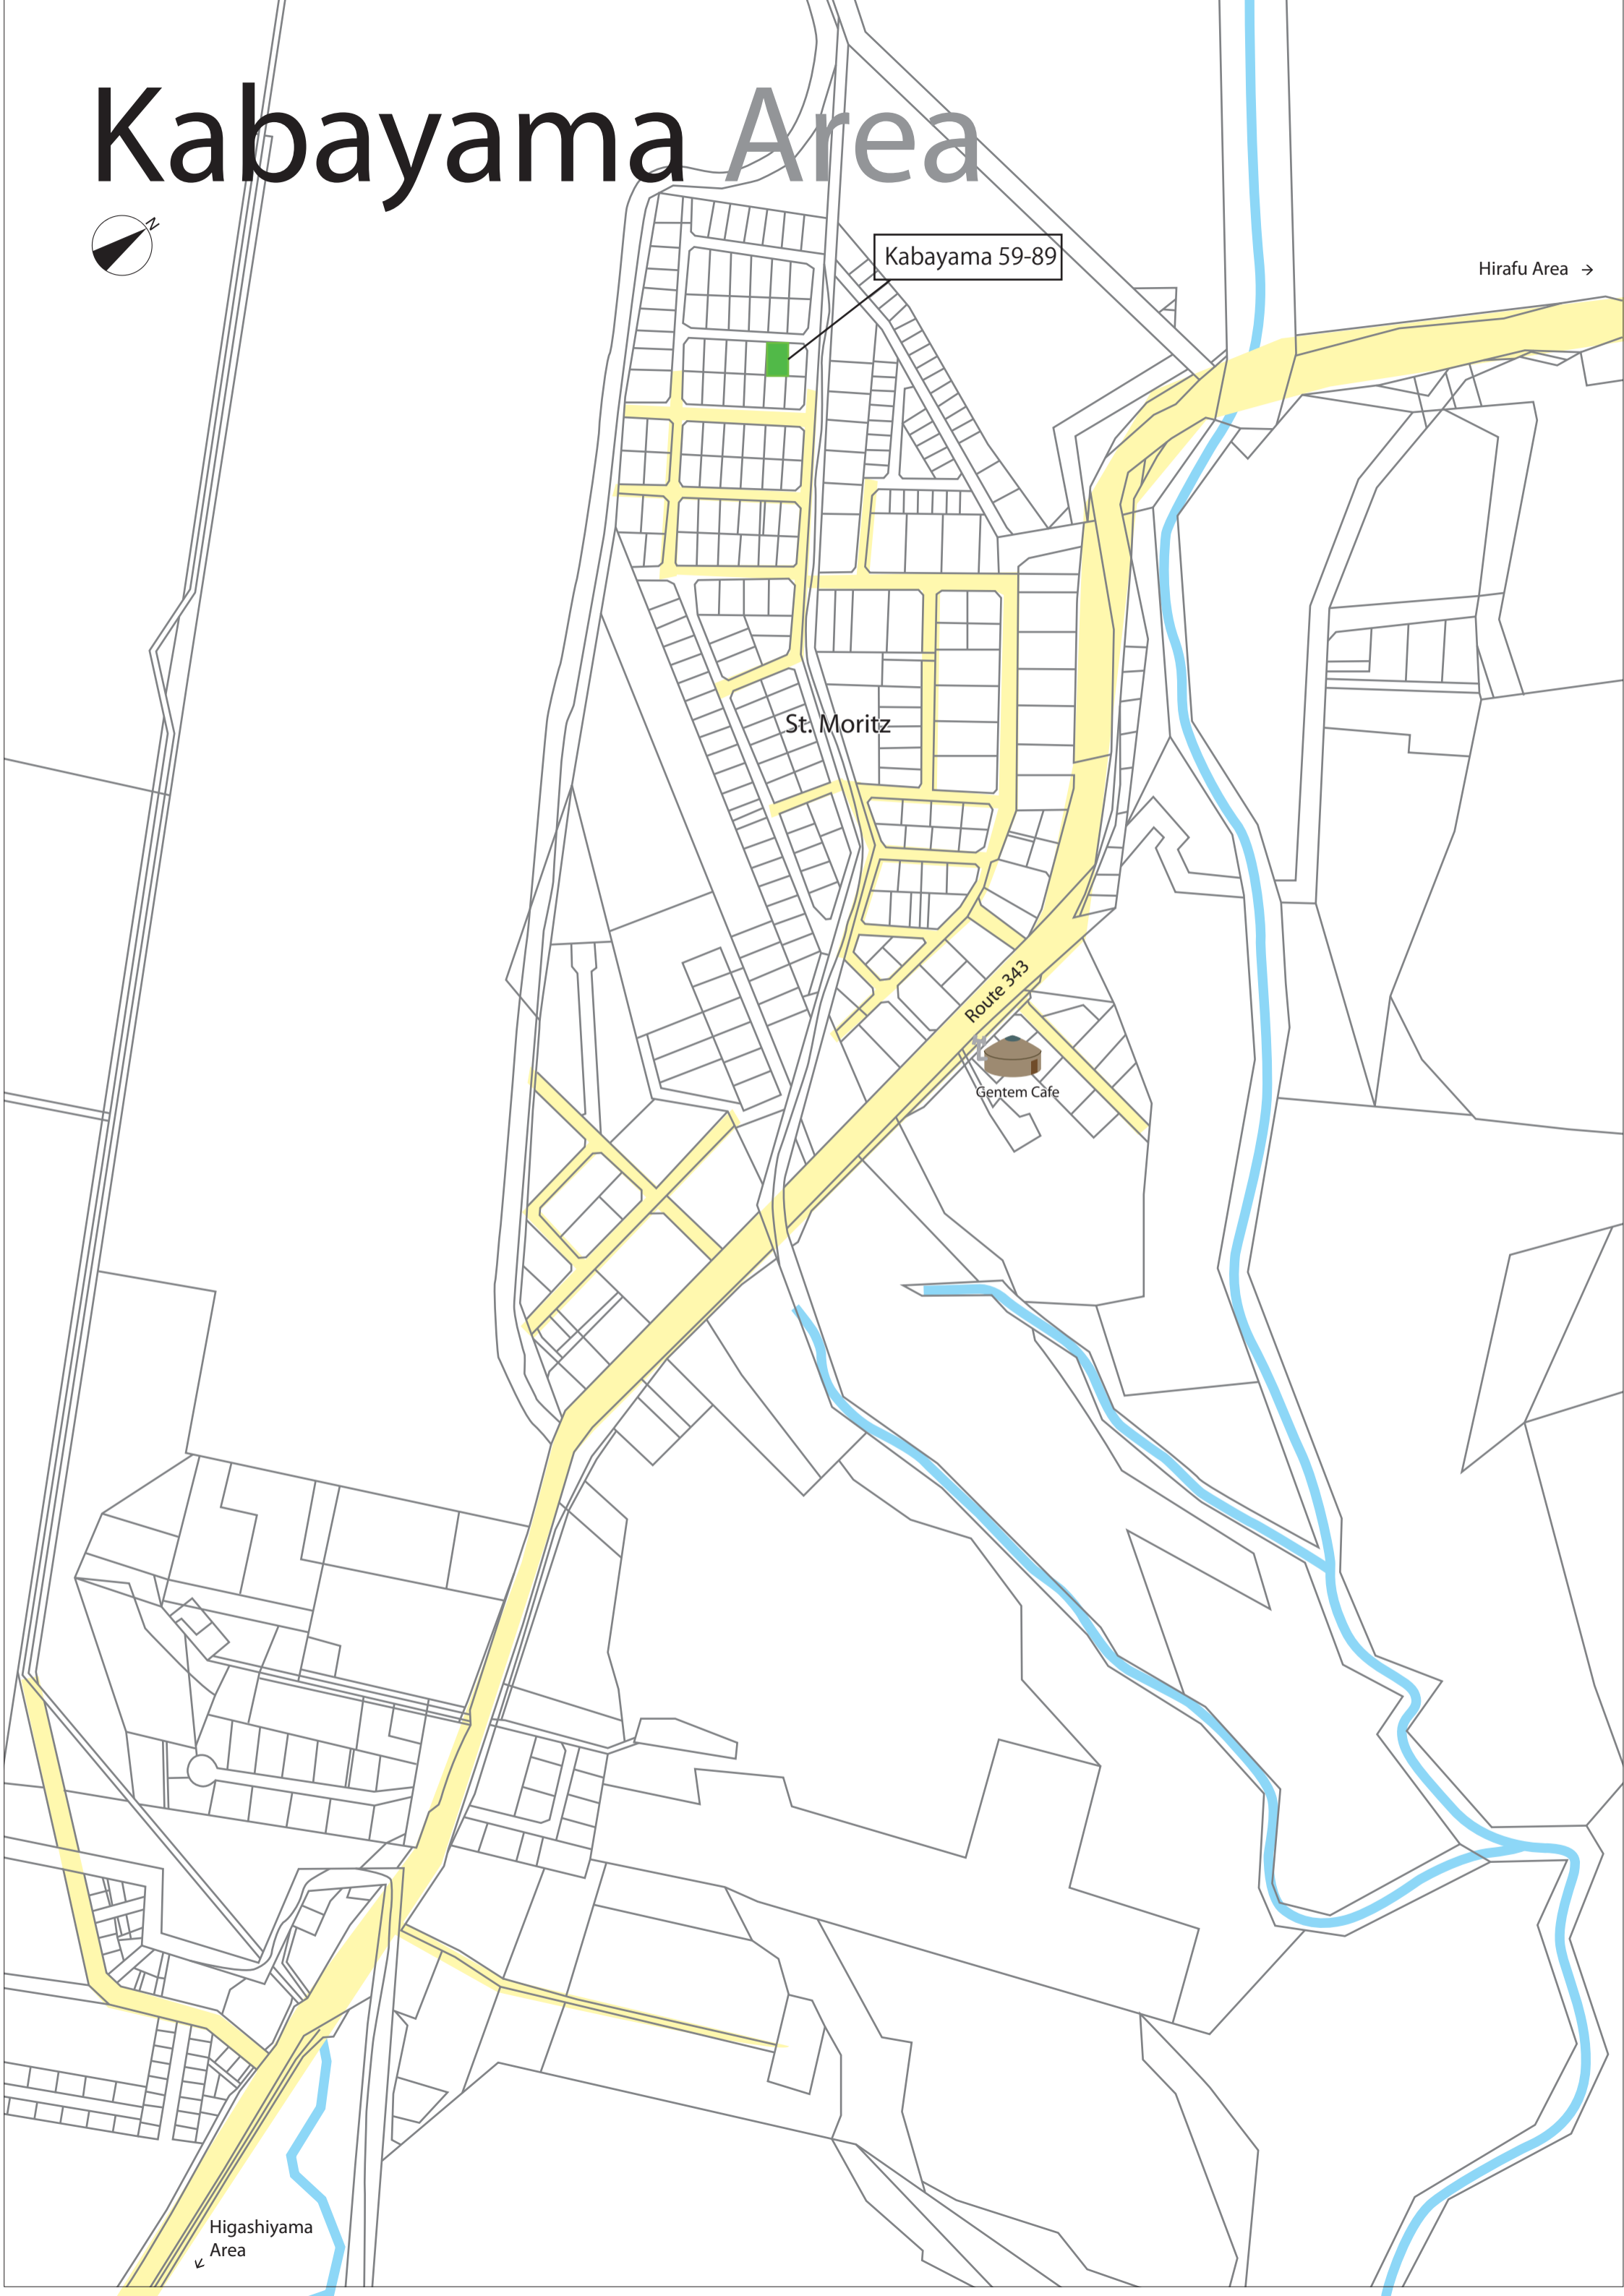 Kabayama Area
N
Kabayama 59-89
Hirafu Area →
St. Moritz
Route 343
Gentem Cafe
Higashiyama
Area
↙